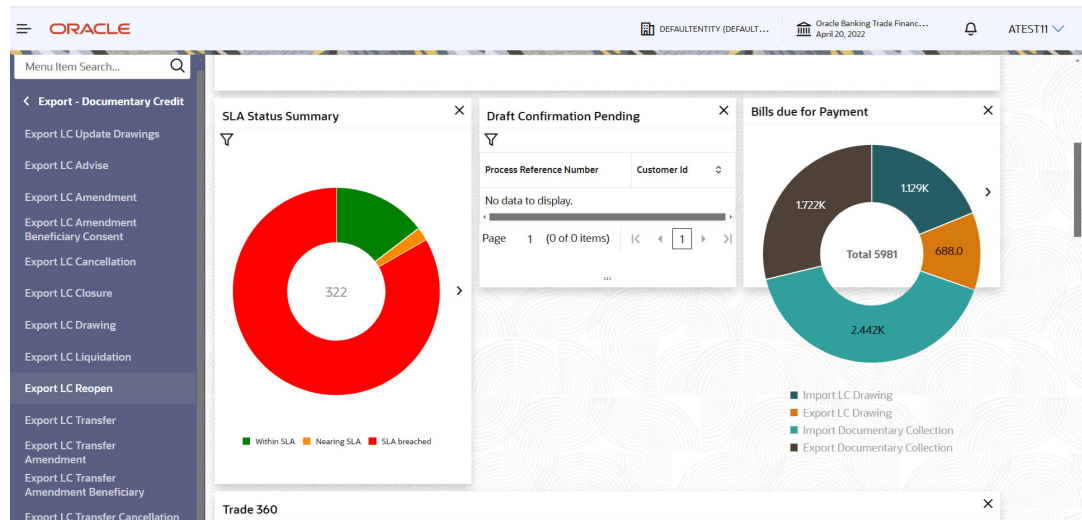 ORACLE
DEFAULTENTITY (DEFAULT...
Oracle Banking Trade Financ...
April 20, 2022
ATEST11
Menu Item Search...
Export - Documentary Credit
Export LC Update Drawings
Export LC Advise
Export LC Amendment
Export LC Amendment
Beneficiary Consent
Export LC Cancellation
Export LC Closure
Export LC Drawing
Export LC Liquidation
Export LC Reopen
Export LC Transfer
Export LC Transfer
Amendment
Export LC Transfer
Amendment Beneficiary
Export LC Transfer Cancellation
SLA Status Summary
322
Within SLA
Nearing SLA
SLA breached
Draft Confirmation Pending
Process Reference Number
Customer Id
No data to display.
Page 1 (0 of 0 items) 1
Bills due for Payment
1.129K
1.722K
Total 5981
688.0
2.442K
Import LC Drawing
Export LC Drawing
Import Documentary Collection
Export Documentary Collection
Trade 360